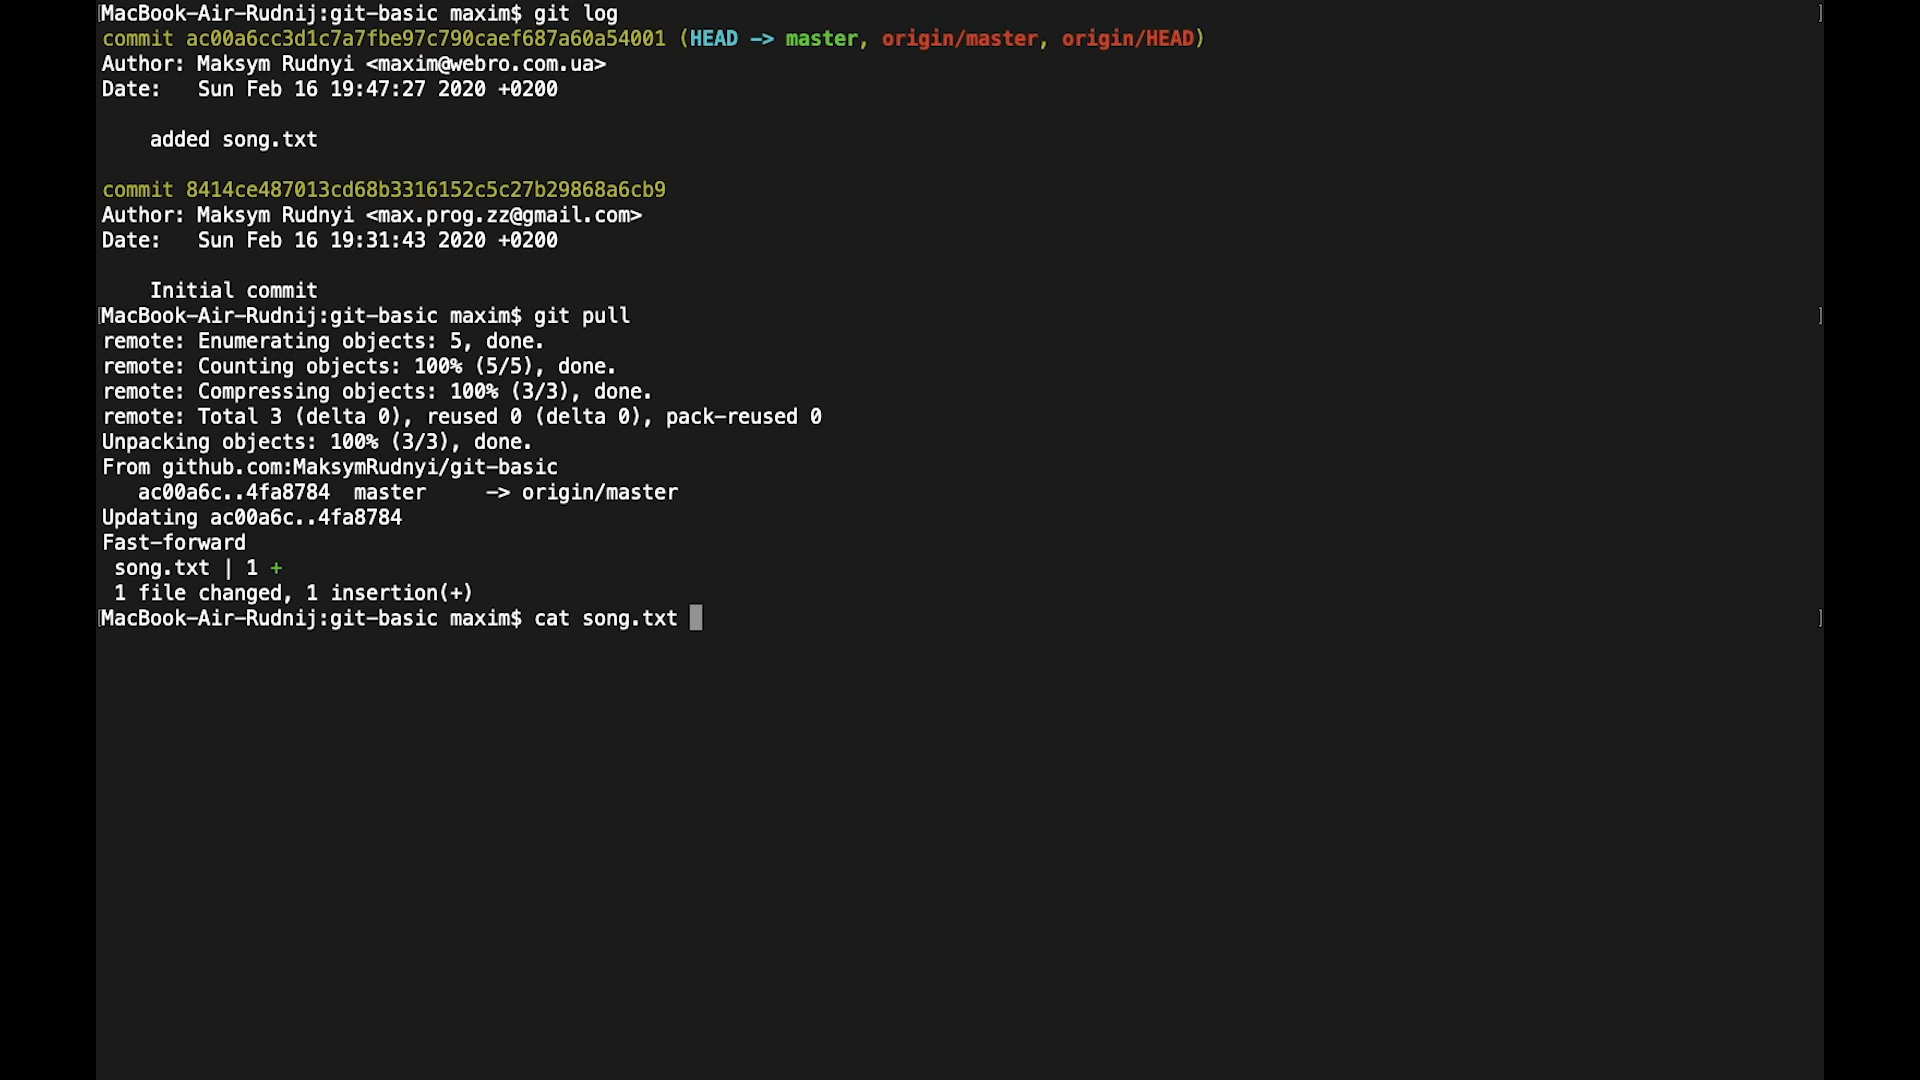 MacBook-Air-Rudnij:git-basic maxim$ git log
commit ac00a6cc3d1c7a7fbe97c790caef687a60a54001 (HEAD -> master, origin/master, origin/HEAD)
Author: Maksym Rudnyi <maxim@webro.com.ua>
Date:   Sun Feb 16 19:47:27 2020 +0200
    added song.txt
commit 8414ce487013cd68b3316152c5c27b29868a6cb9
Author: Maksym Rudnyi <max.prog.zz@gmail.com>
Date:   Sun Feb 16 19:31:43 2020 +0200
    Initial commit
MacBook-Air-Rudnij:git-basic maxim$ git pull
remote: Enumerating objects: 5, done.
remote: Counting objects: 100% (5/5), done.
remote: Compressing objects: 100% (3/3), done.
remote: Total 3 (delta 0), reused 0 (delta 0), pack-reused 0
Unpacking objects: 100% (3/3), done.
From github.com:MaksymRudnyi/git-basic
   ac00a6c..4fa8784  master     -> origin/master
Updating ac00a6c..4fa8784
Fast-forward
 song.txt | 1 +
 1 file changed, 1 insertion(+)
MacBook-Air-Rudnij:git-basic maxim$ cat song.txt